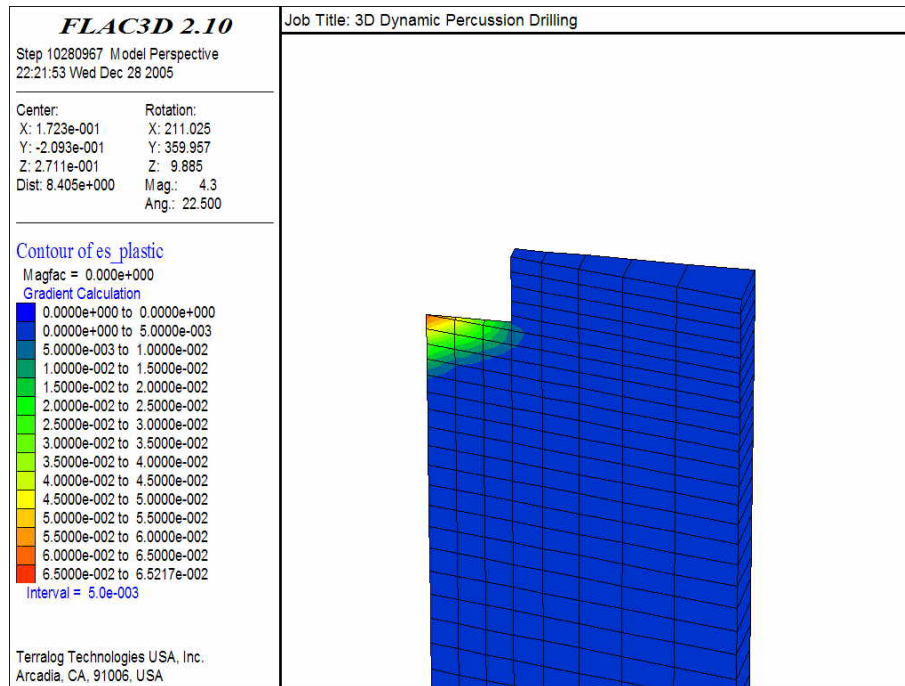 FLAC3D 2.10
Step 10280967 Model Perspective
22:21:53 Wed Dec 28 2005
Center:
X: 1.723e-001
Y: -2.093e-001
Z: 2.711e-001
Dist: 8.405e+000
Rotation:
X: 211.025
Y: 359.957
Z: 9.885
Mag.: 4.3
Ang.: 22.500
Contour of es_plastic
Magfac = 0.000e+000
Gradient Calculation
0.0000e+000 to 0.0000e+000
0.0000e+000 to 5.0000e-003
5.0000e-003 to 1.0000e-002
1.0000e-002 to 1.5000e-002
1.5000e-002 to 2.0000e-002
2.0000e-002 to 2.5000e-002
2.5000e-002 to 3.0000e-002
3.0000e-002 to 3.5000e-002
3.5000e-002 to 4.0000e-002
4.0000e-002 to 4.5000e-002
4.5000e-002 to 5.0000e-002
5.0000e-002 to 5.5000e-002
5.5000e-002 to 6.0000e-002
6.0000e-002 to 6.5000e-002
6.5000e-002 to 6.5217e-002
Interval = 5.0e-003
Terralog Technologies USA, Inc.
Arcadia, CA, 91006, USA
Job Title: 3D Dynamic Percussion Drilling